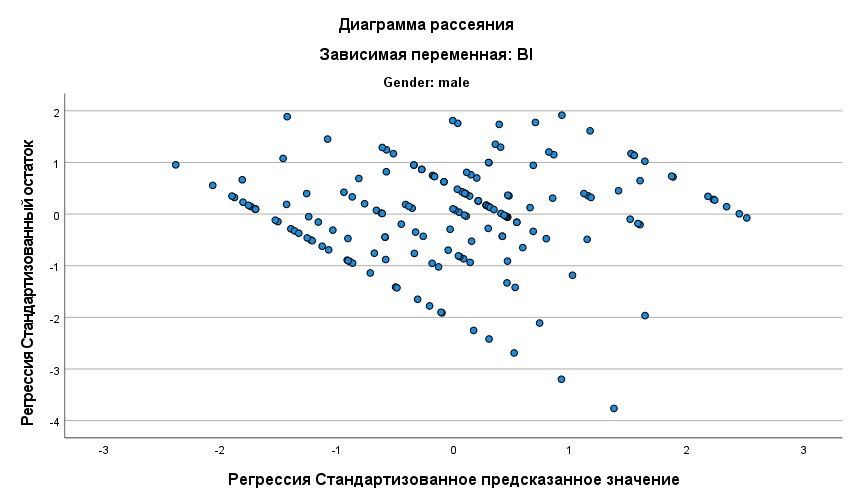 Диаграмма рассеяния
Зависимая переменная: BI
Gender: male
Регрессия Стандартизованный остаток
2
1
0
-1
-2
-3
-4
-3
-2
-1
0
1
2
3
Регрессия Стандартизованное предсказанное значение